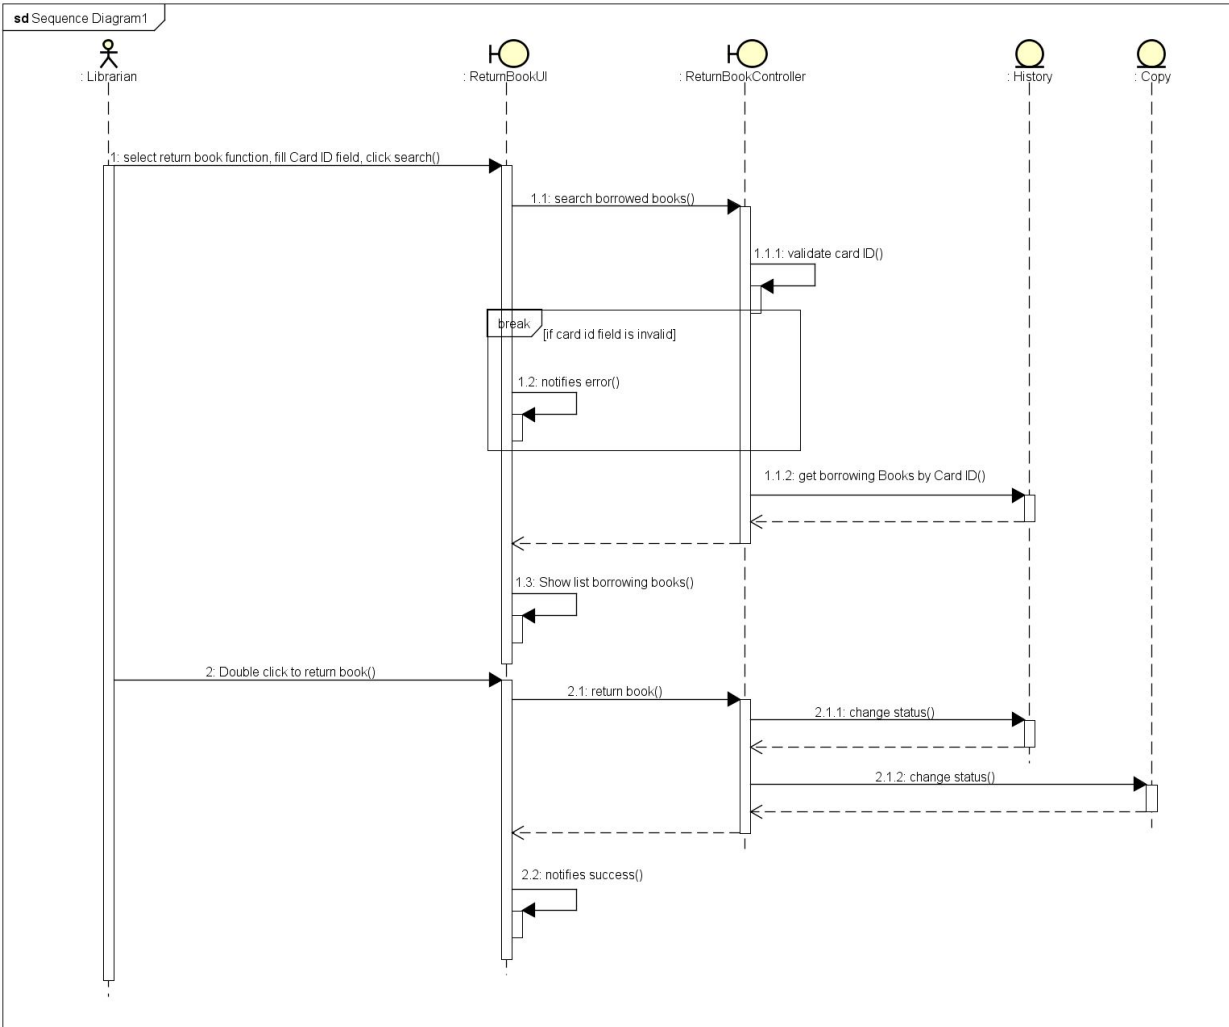 sd Sequence Diagram1
: Librarian
: ReturnBookUI
: ReturnBookController
: History
: Copy
1: select return book function, fill Card ID field, click search()
1.1: search borrowed books()
1.1.1: validate card ID()
break
[if card id field is invalid]
1.2: notifies error()
1.1.2: get borrowing Books by Card ID()
1.3: Show list borrowing books()
2: Double click to return book()
2.1: return book()
2.1.1: change status()
2.1.2: change status()
2.2: notifies success()